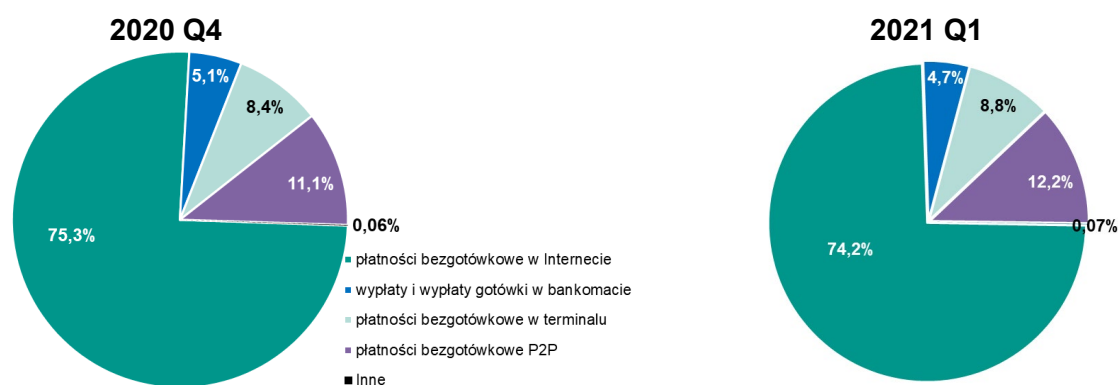 2020 Q4
5,1%
8,4%
11,1%
0,06%
75,3%
płatności bezgotówkowe w Internecie
wypłaty i wypłaty gotówki w bankomacie
płatności bezgotówkowe w terminalu
płatności bezgotówkowe P2P
Inne
2021 Q1
4,7%
8,8%
12,2%
0,07%
74,2%